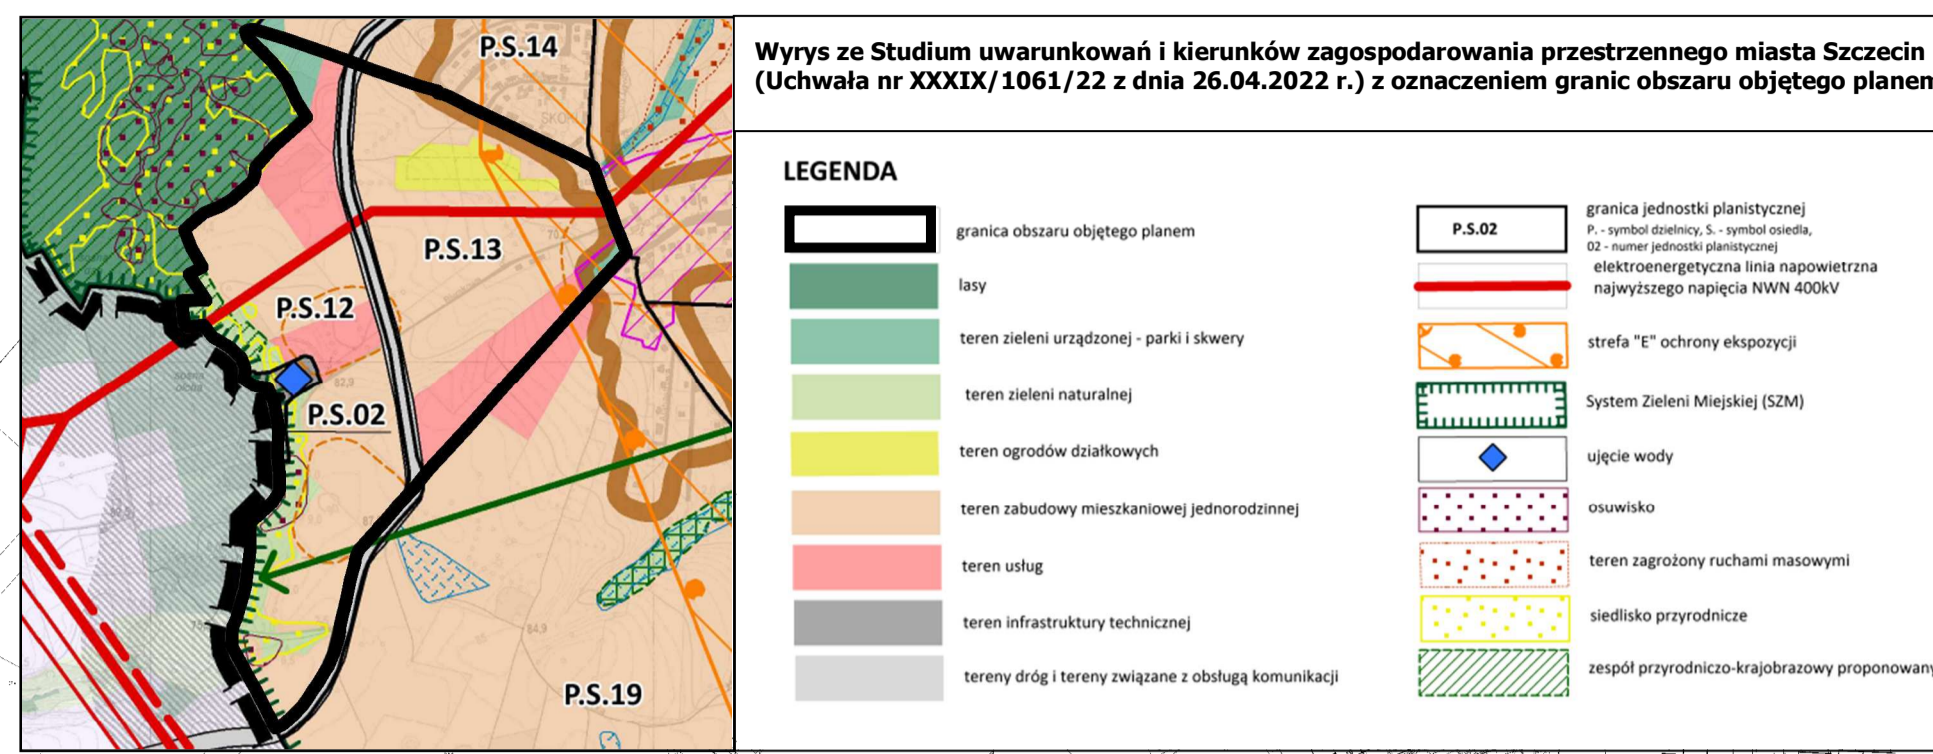 Wyrys ze Studium uwarunkowań i kierunków zagospodarowania przestrzennego miasta Szczecin
(Uchwała nr XXXIX/1061/22 z dnia 26.04.2022 r.) z oznaczeniem granic obszaru objętego planem
LEGENDA
granica obszaru objętego planem
lasy
teren zieleni urządzonej - parki i skwery
teren zieleni naturalnej
teren ogrodów działkowych
teren zabudowy mieszkaniowej jednorodzinnej
teren usług
teren infrastruktury technicznej
tereny dróg i tereny związane z obsługą komunikacji
P.S.02
granica jednostki planistycznej
P. - symbol dzielnicy, S. - symbol osiedla,
02 - numer jednostki planistycznej
elektroenergetyczna linia napowietrzna
najwyższego napięcia NWN 400kV
strefa "E" ochrony ekspozycji
System Zieleni Miejskiej (SZM)
ujęcie wody
osuwisko
teren zagrożony ruchami masowymi
siedlisko przyrodnicze
zespół przyrodniczo-krajobrazowy proponowany
P.S.14
P.S.13
P.S.12
82,9
P.S.02
84,9
P.S.19